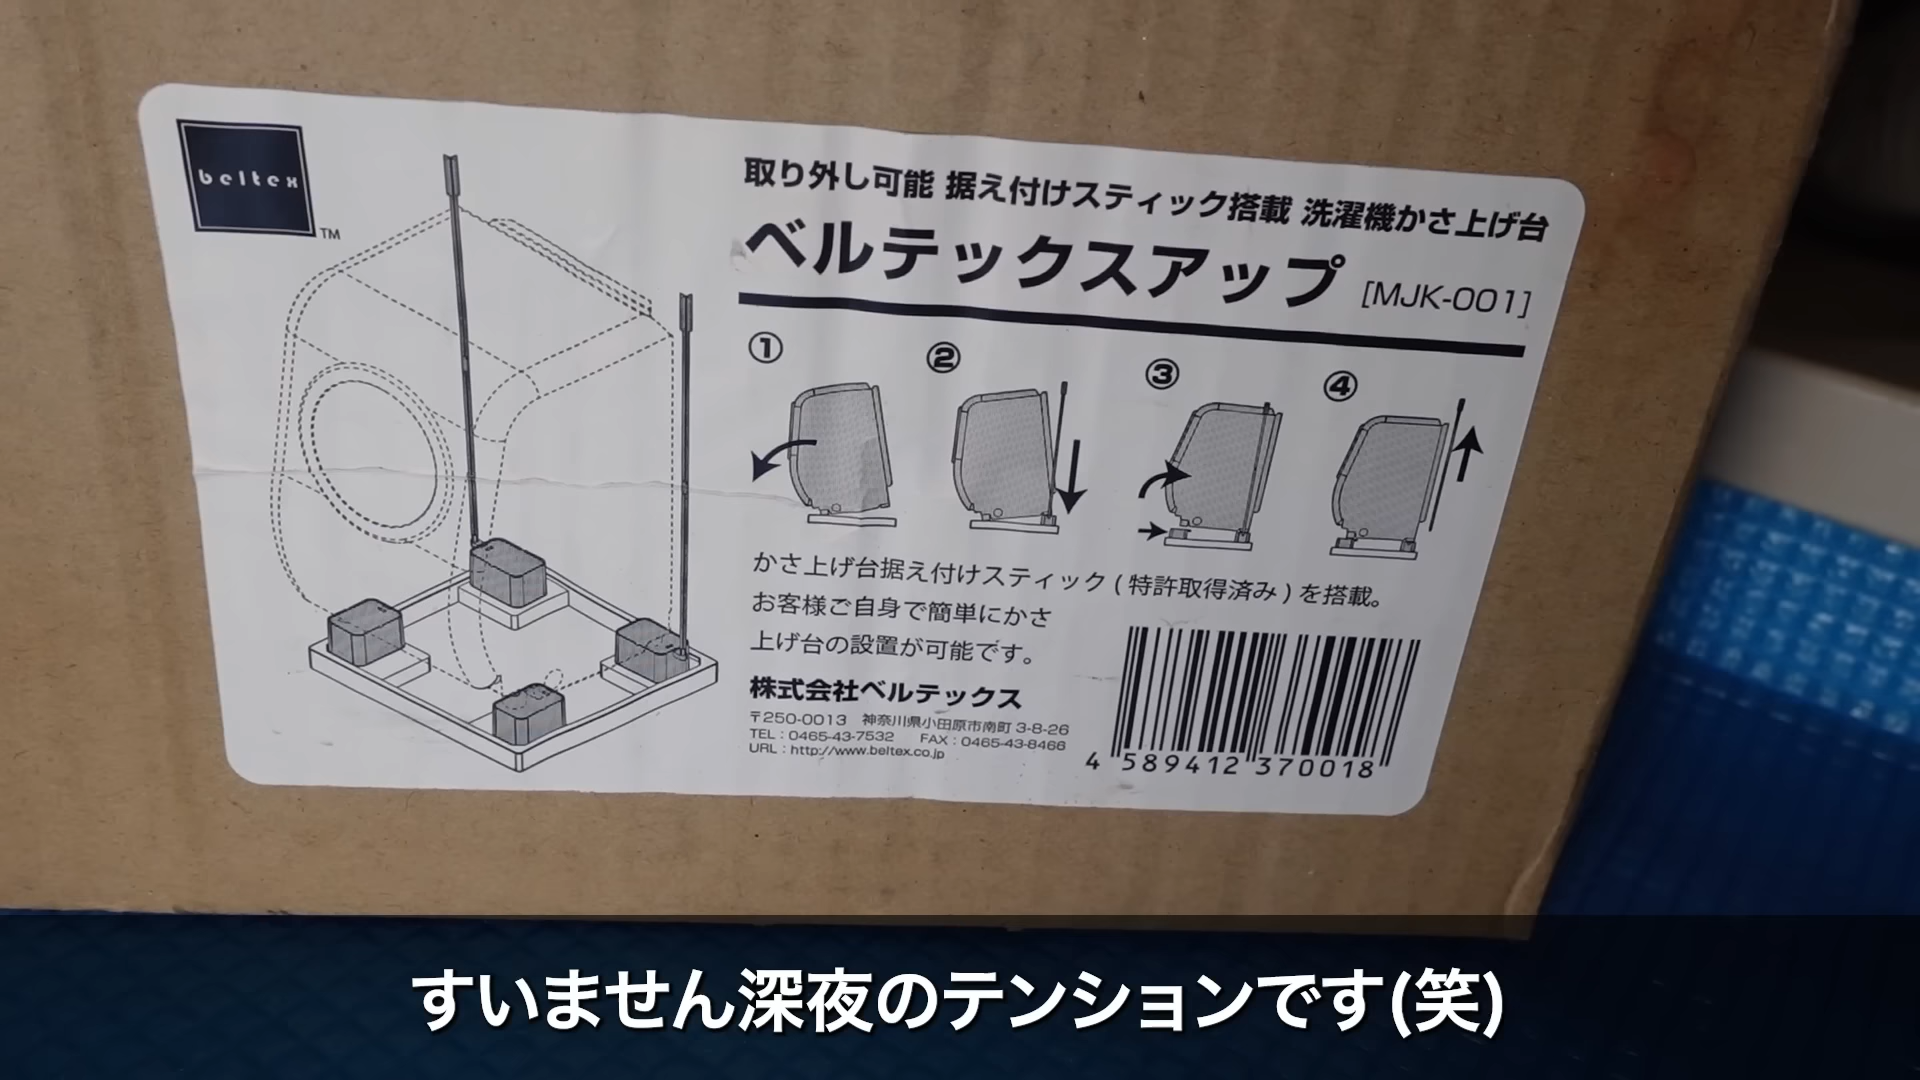 beltex
TM
取り外し可能 据え付けスティック搭載 洗濯機かさ上げ台
ベルテックスアップ [MJK-001]
① ② ③ ④
かさ上げ台据え付けスティック(特許取得済み)を搭載。
お客様ご自身で簡単にかさ
上げ台の設置が可能です。
株式会社ベルテックス
〒250-0013 神奈川県小田原市南町 3-8-26
TEL：0465-43-7532 FAX：0465-43-8466
URL：http://www.beltex.co.jp
4 589412 370018
すいません深夜のテンションです(笑)